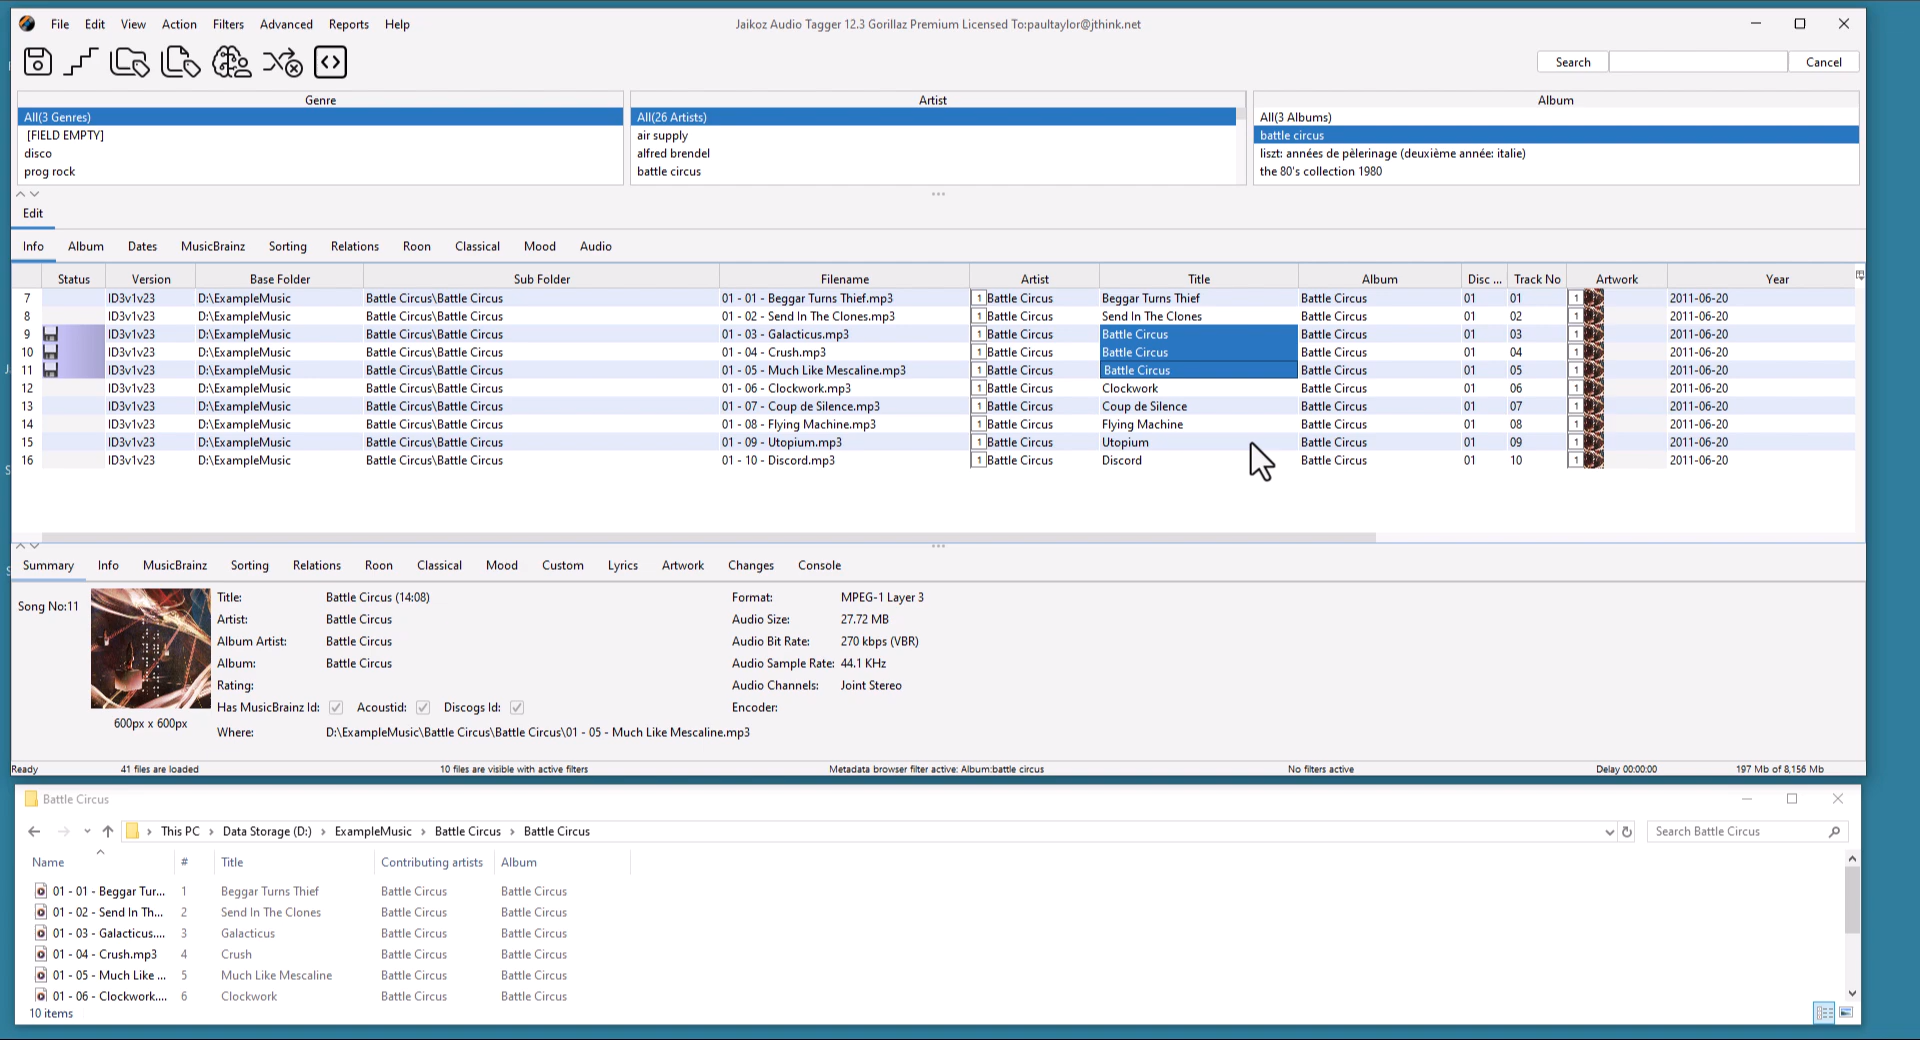 File Edit View Action Filters Advanced Reports Help
Jaikoz Audio Tagger 12.3 Gorillaz Premium Licensed To:paultaylor@jthink.net
Search Cancel
Genre
All(3 Genres)
[FIELD EMPTY]
disco
prog rock
Artist
All(26 Artists)
air supply
alfred brendel
battle circus
Album
All(3 Albums)
battle circus
liszt: années de pèlerinage (deuxième année: italie)
the 80's collection 1980
Edit
Info Album Dates MusicBrainz Sorting Relations Roon Classical Mood Audio
Status Version Base Folder Sub Folder Filename Artist Title Album Disc ... Track No Artwork Year
7 ID3v1v23 D:\ExampleMusic Battle Circus\Battle Circus 01 - 01 - Beggar Turns Thief.mp3 1 Battle Circus Beggar Turns Thief Battle Circus 01 01 1 2011-06-20
8 ID3v1v23 D:\ExampleMusic Battle Circus\Battle Circus 01 - 02 - Send In The Clones.mp3 1 Battle Circus Send In The Clones Battle Circus 01 02 1 2011-06-20
9 ID3v1v23 D:\ExampleMusic Battle Circus\Battle Circus 01 - 03 - Galacticus.mp3 1 Battle Circus Battle Circus Battle Circus 01 03 1 2011-06-20
10 ID3v1v23 D:\ExampleMusic Battle Circus\Battle Circus 01 - 04 - Crush.mp3 1 Battle Circus Battle Circus Battle Circus 01 04 1 2011-06-20
11 ID3v1v23 D:\ExampleMusic Battle Circus\Battle Circus 01 - 05 - Much Like Mescaline.mp3 1 Battle Circus Battle Circus Battle Circus 01 05 1 2011-06-20
12 ID3v1v23 D:\ExampleMusic Battle Circus\Battle Circus 01 - 06 - Clockwork.mp3 1 Battle Circus Clockwork Battle Circus 01 06 1 2011-06-20
13 ID3v1v23 D:\ExampleMusic Battle Circus\Battle Circus 01 - 07 - Coup de Silence.mp3 1 Battle Circus Coup de Silence Battle Circus 01 07 1 2011-06-20
14 ID3v1v23 D:\ExampleMusic Battle Circus\Battle Circus 01 - 08 - Flying Machine.mp3 1 Battle Circus Flying Machine Battle Circus 01 08 1 2011-06-20
15 ID3v1v23 D:\ExampleMusic Battle Circus\Battle Circus 01 - 09 - Utopium.mp3 1 Battle Circus Utopium Battle Circus 01 09 1 2011-06-20
16 ID3v1v23 D:\ExampleMusic Battle Circus\Battle Circus 01 - 10 - Discord.mp3 1 Battle Circus Discord Battle Circus 01 10 1 2011-06-20
Summary Info MusicBrainz Sorting Relations Roon Classical Mood Custom Lyrics Artwork Changes Console
Song No:11
600px x 600px
Title: Battle Circus (14:08)
Artist: Battle Circus
Album Artist: Battle Circus
Album: Battle Circus
Rating:
Has MusicBrainz Id: Acoustid: Discogs Id:
Where: D:\ExampleMusic\Battle Circus\Battle Circus\01 - 05 - Much Like Mescaline.mp3
Format: MPEG-1 Layer 3
Audio Size: 27.72 MB
Audio Bit Rate: 270 kbps (VBR)
Audio Sample Rate: 44.1 KHz
Audio Channels: Joint Stereo
Encoder:
Ready 41 files are loaded 10 files are visible with active filters Metadata browser filter active: Album:battle circus No filters active Delay 00:00:00 197 Mb of 8,156 Mb
Battle Circus
This PC › Data Storage (D:) › ExampleMusic › Battle Circus › Battle Circus Search Battle Circus
Name # Title Contributing artists Album
01 - 01 - Beggar Tur... 1 Beggar Turns Thief Battle Circus Battle Circus
01 - 02 - Send In Th... 2 Send In The Clones Battle Circus Battle Circus
01 - 03 - Galacticus.... 3 Galacticus Battle Circus Battle Circus
01 - 04 - Crush.mp3 4 Crush Battle Circus Battle Circus
01 - 05 - Much Like ... 5 Much Like Mescaline Battle Circus Battle Circus
01 - 06 - Clockwork.... 6 Clockwork Battle Circus Battle Circus
10 items